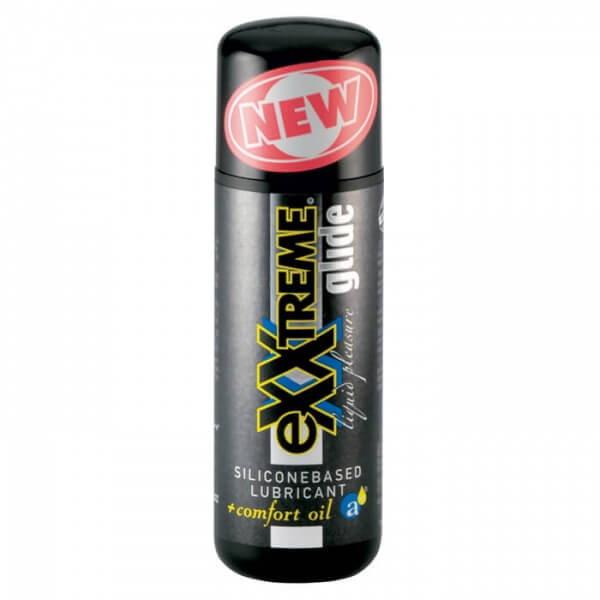 NEW
eXXTREME®
glide
liquid pleasure
SILICONEBASED
LUBRICANT
+comfort oil a